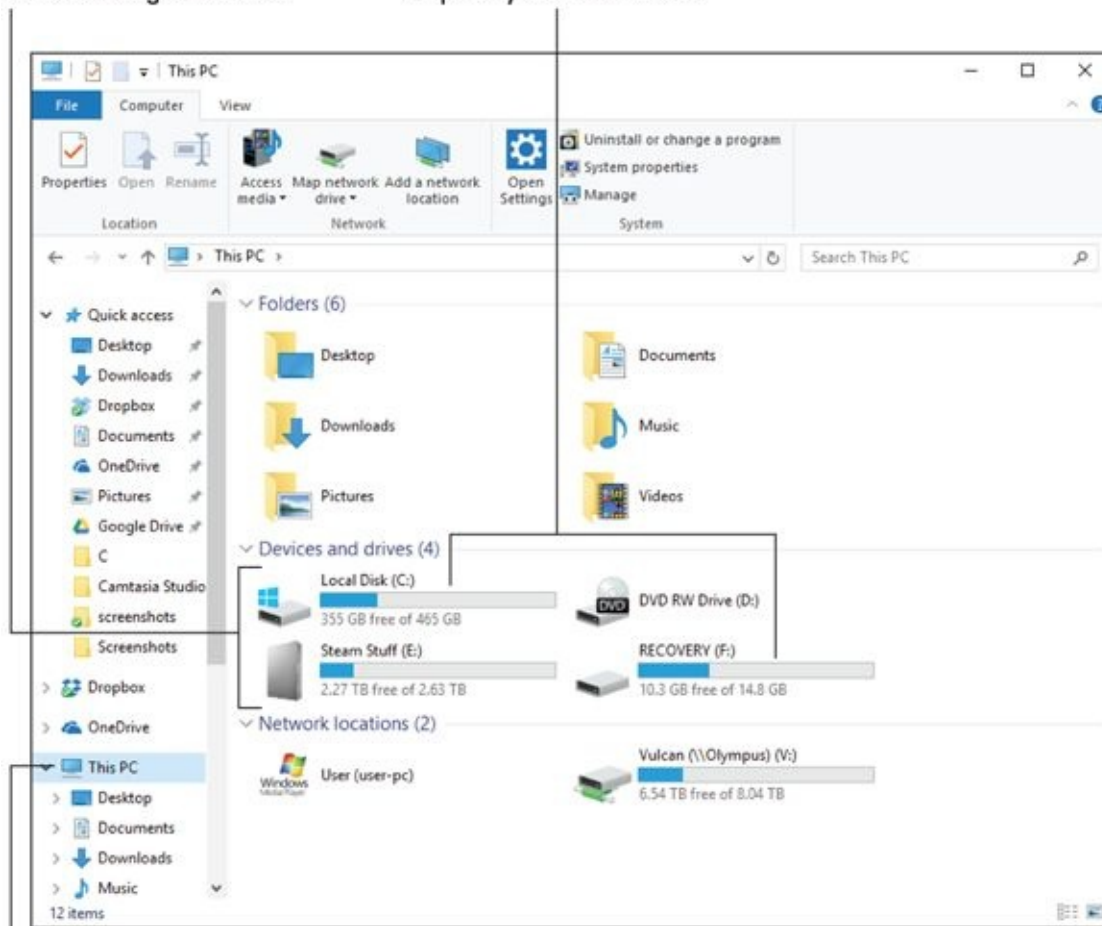 This PC
File Computer View
Properties Open Rename
Access media
Map network drive
Add a network location
Open Settings
Uninstall or change a program
System properties
Manage
Location Network System
This PC
Search This PC
Quick access
Desktop
Downloads
Dropbox
Documents
OneDrive
Pictures
Google Drive
C
Camtasia Studio
screenshots
Screenshots
Dropbox
OneDrive
This PC
Desktop
Documents
Downloads
Music
12 items
Folders (6)
Desktop
Documents
Downloads
Music
Pictures
Videos
Devices and drives (4)
Local Disk (C:)
355 GB free of 465 GB
DVD
DVD RW Drive (D:)
Steam Stuff (E:)
2.27 TB free of 2.63 TB
RECOVERY (F:)
10.3 GB free of 14.8 GB
Network locations (2)
Windows
Media Player
User (user-pc)
Vulcan (\\Olympus) (V:)
6.54 TB free of 8.04 TB